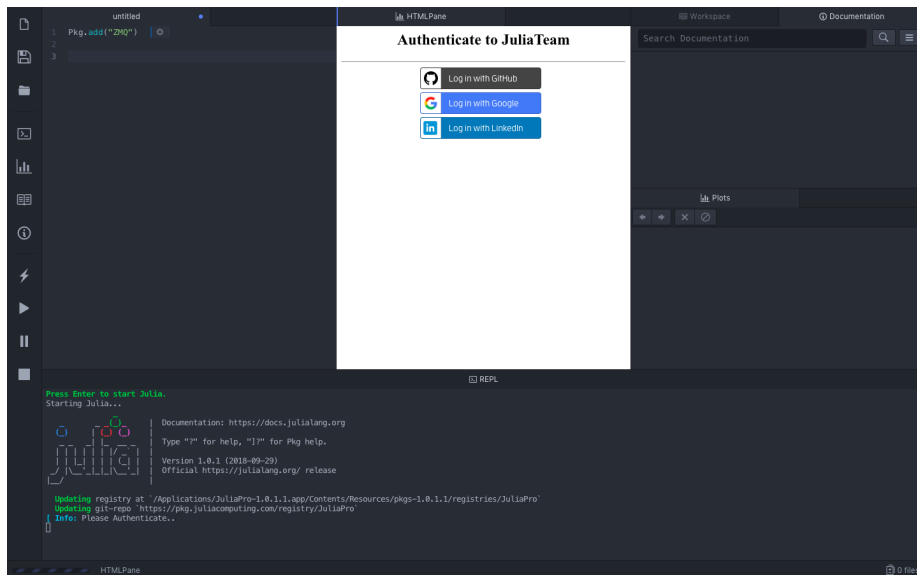 untitled
HTMLPane
Workspace
Documentation
1 Pkg.add("ZMQ")
2
3
Authenticate to JuliaTeam
Log in with GitHub
Log in with Google
Log in with LinkedIn
Search Documentation
Plots
REPL
Press Enter to start Julia.
Starting Julia...
Documentation: https://docs.julialang.org
Type "?" for help, "]?" for Pkg help.
Version 1.0.1 (2018-09-29)
Official https://julialang.org/ release
Updating registry at `/Applications/JuliaPro-1.0.1.1.app/Contents/Resources/pkgs-1.0.1.1/registries/JuliaPro`
Updating git-repo `https://pkg.juliacomputing.com/registry/JuliaPro`
[ Info: Please Authenticate..
HTMLPane
0 files